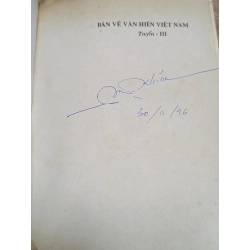 BÀN VỀ VĂN HIẾN VIỆT NAM
Tuyển - III
30/11/96